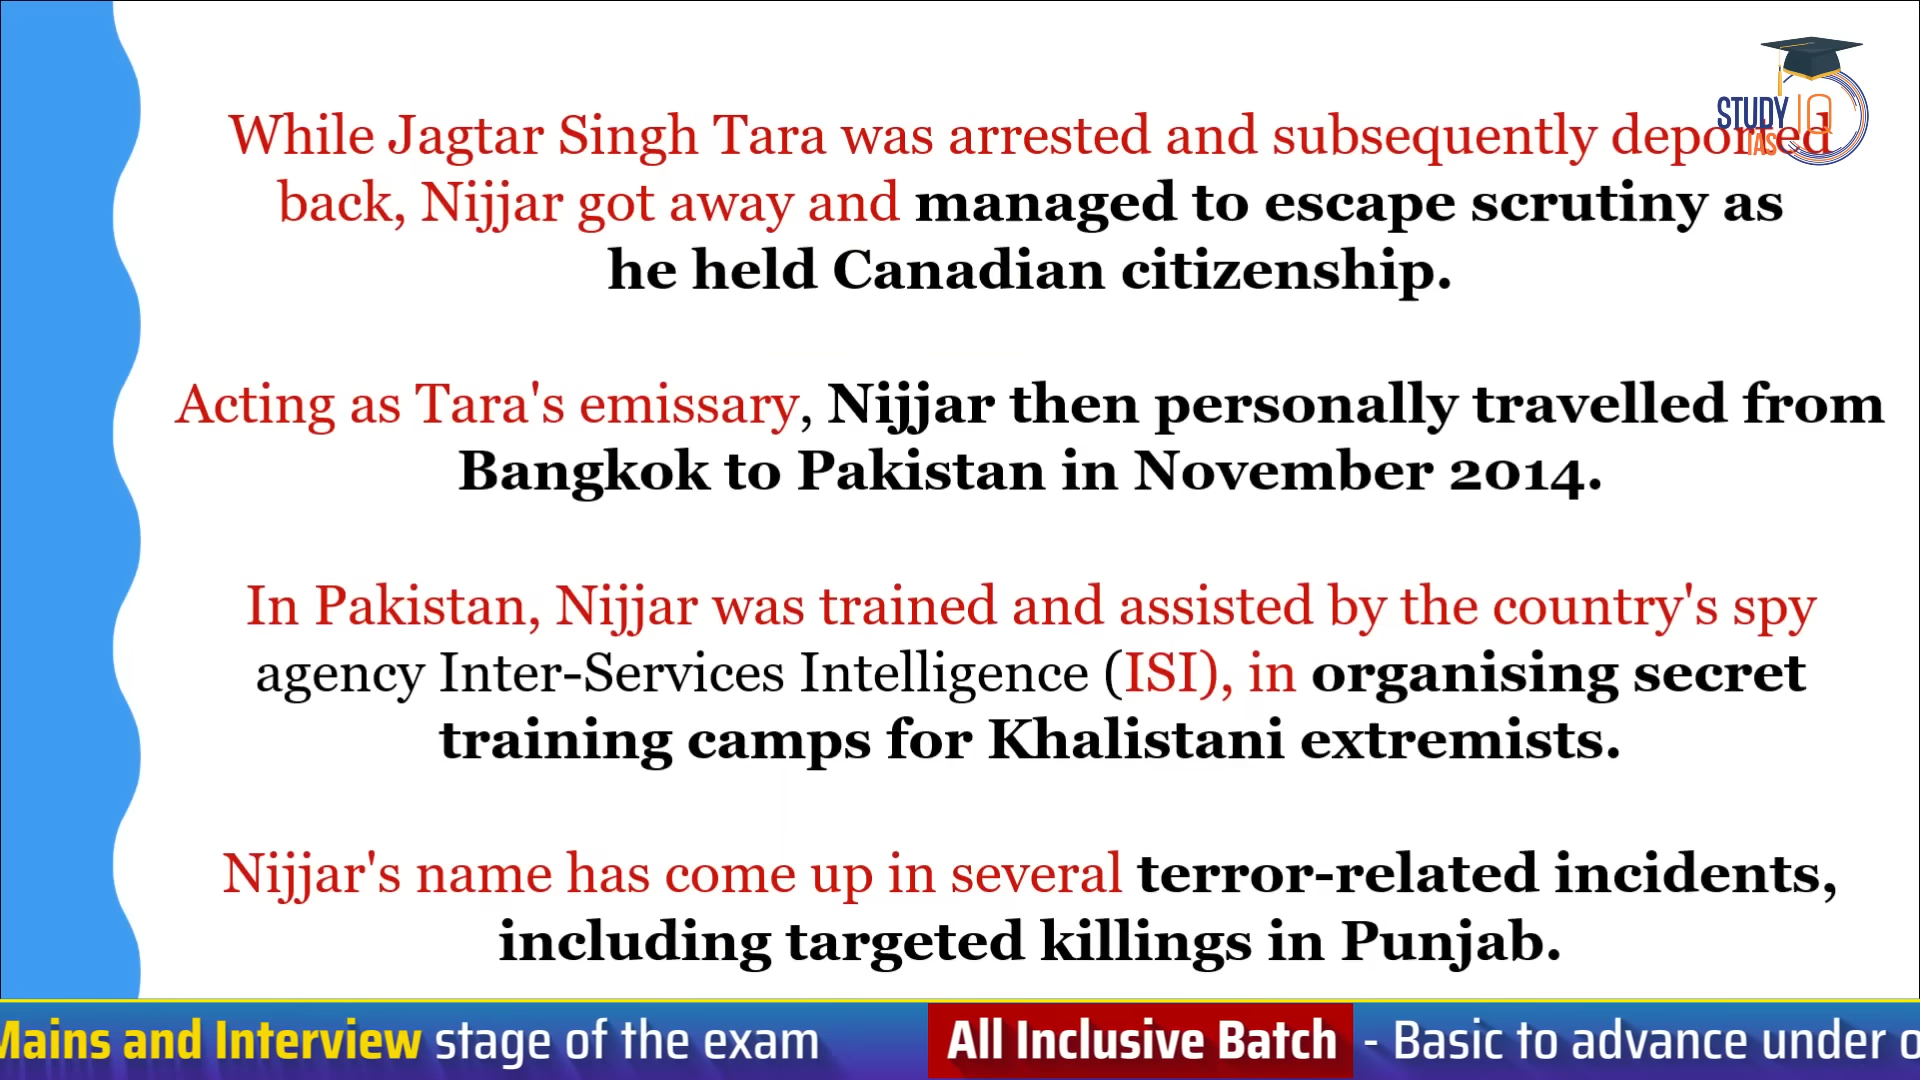 While Jagtar Singh Tara was arrested and subsequently deported
back, Nijjar got away and managed to escape scrutiny as
he held Canadian citizenship.
Acting as Tara's emissary, Nijjar then personally travelled from
Bangkok to Pakistan in November 2014.
In Pakistan, Nijjar was trained and assisted by the country's spy
agency Inter-Services Intelligence (ISI), in organising secret
training camps for Khalistani extremists.
Nijjar's name has come up in several terror-related incidents,
including targeted killings in Punjab.
STUDY IQ
IAS
Mains and Interview stage of the exam All Inclusive Batch - Basic to advance under